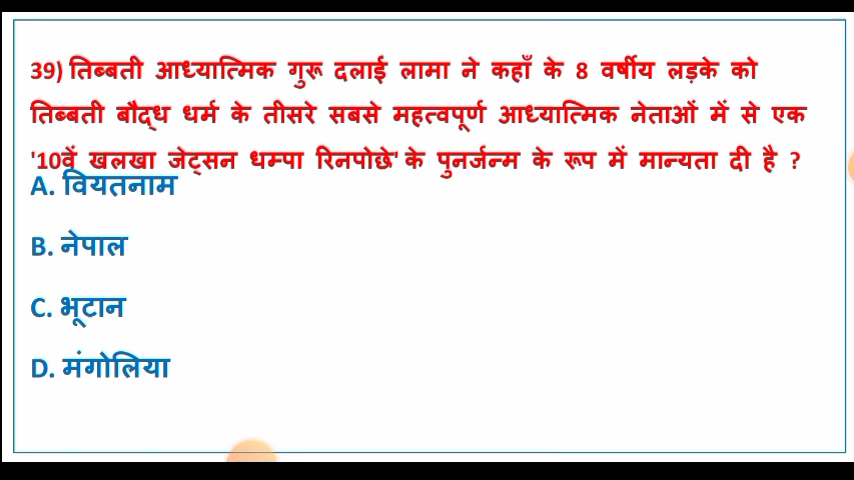 39) तिब्बती आध्यात्मिक गुरू दलाई लामा ने कहाँ के 8 वर्षीय लड़के को
तिब्बती बौद्ध धर्म के तीसरे सबसे महत्वपूर्ण आध्यात्मिक नेताओं में से एक
'10वें खलखा जेट्सन धम्पा रिनपोछे' के पुनर्जन्म के रूप में मान्यता दी है ?
A. वियतनाम
B. नेपाल
C. भूटान
D. मंगोलिया